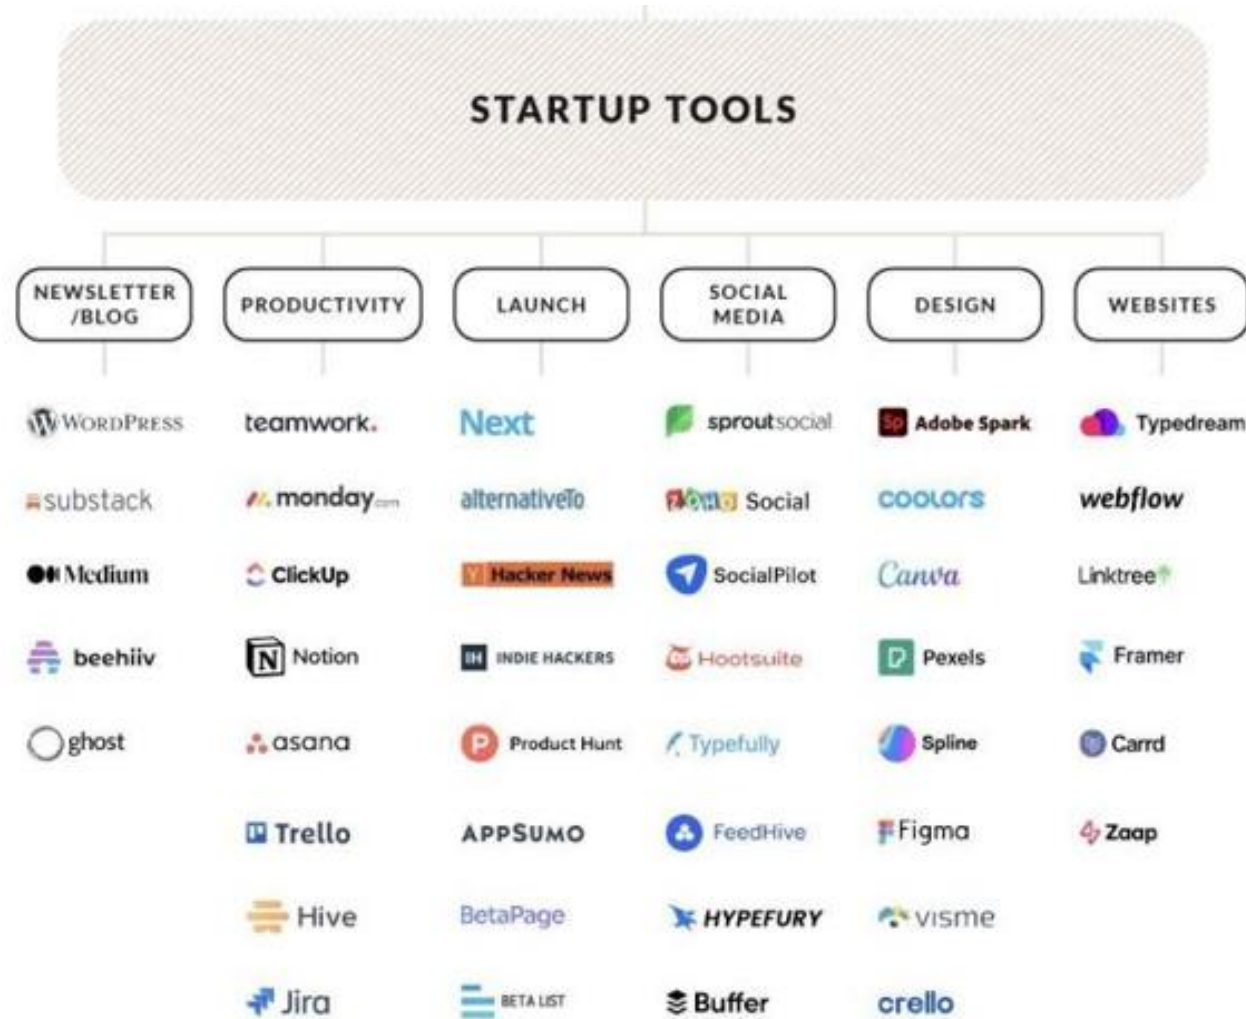 STARTUP TOOLS
NEWSLETTER
/BLOG
PRODUCTIVITY
LAUNCH
SOCIAL
MEDIA
DESIGN
WEBSITES
WORDPRESS
substack
Medium
beehiiv
ghost
teamwork.
monday.com
ClickUp
N Notion
asana
Trello
Hive
Jira
Next
alternativeTo
Y Hacker News
IH INDIE HACKERS
P Product Hunt
APPSUMO
BetaPage
BETA LIST
sproutsocial
ZOHO Social
SocialPilot
Hootsuite
Typefully
FeedHive
HYPEFURY
Buffer
Sp Adobe Spark
coolors
Canva
Pexels
Spline
Figma
visme
crello
Typedream
webflow
Linktree
Framer
Carrd
Zaap